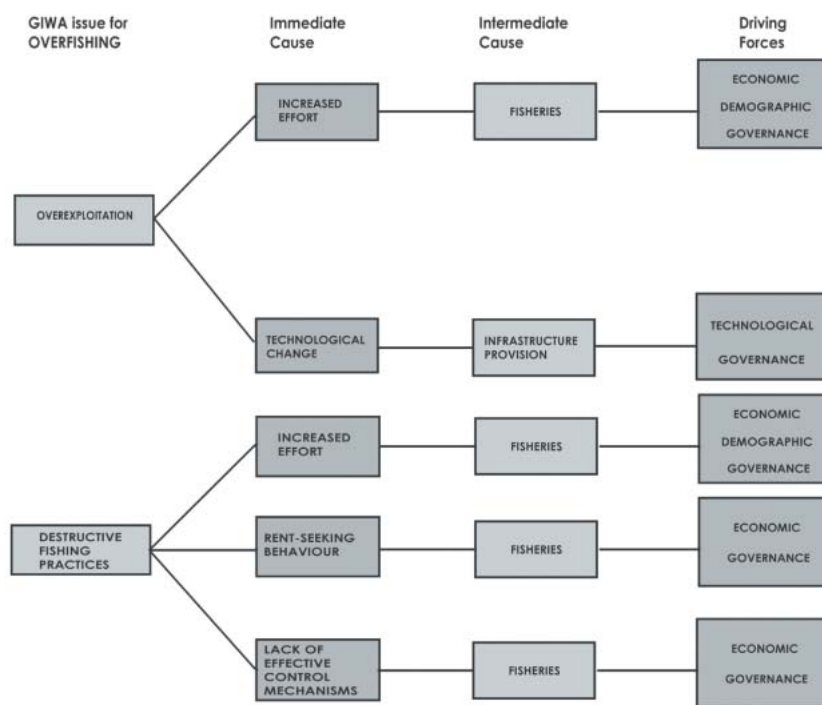 GIWA issue for
OVERFISHING
Immediate
Cause
Intermediate
Cause
Driving
Forces
OVEREXPLOITATION
INCREASED
EFFORT
FISHERIES
ECONOMIC
DEMOGRAPHIC
GOVERNANCE
TECHNOLOGICAL
CHANGE
INFRASTRUCTURE
PROVISION
TECHNOLOGICAL
GOVERNANCE
DESTRUCTIVE
FISHING
PRACTICES
INCREASED
EFFORT
FISHERIES
ECONOMIC
DEMOGRAPHIC
GOVERNANCE
RENT-SEEKING
BEHAVIOUR
FISHERIES
ECONOMIC
GOVERNANCE
LACK OF
EFFECTIVE
CONTROL
MECHANISMS
FISHERIES
ECONOMIC
GOVERNANCE